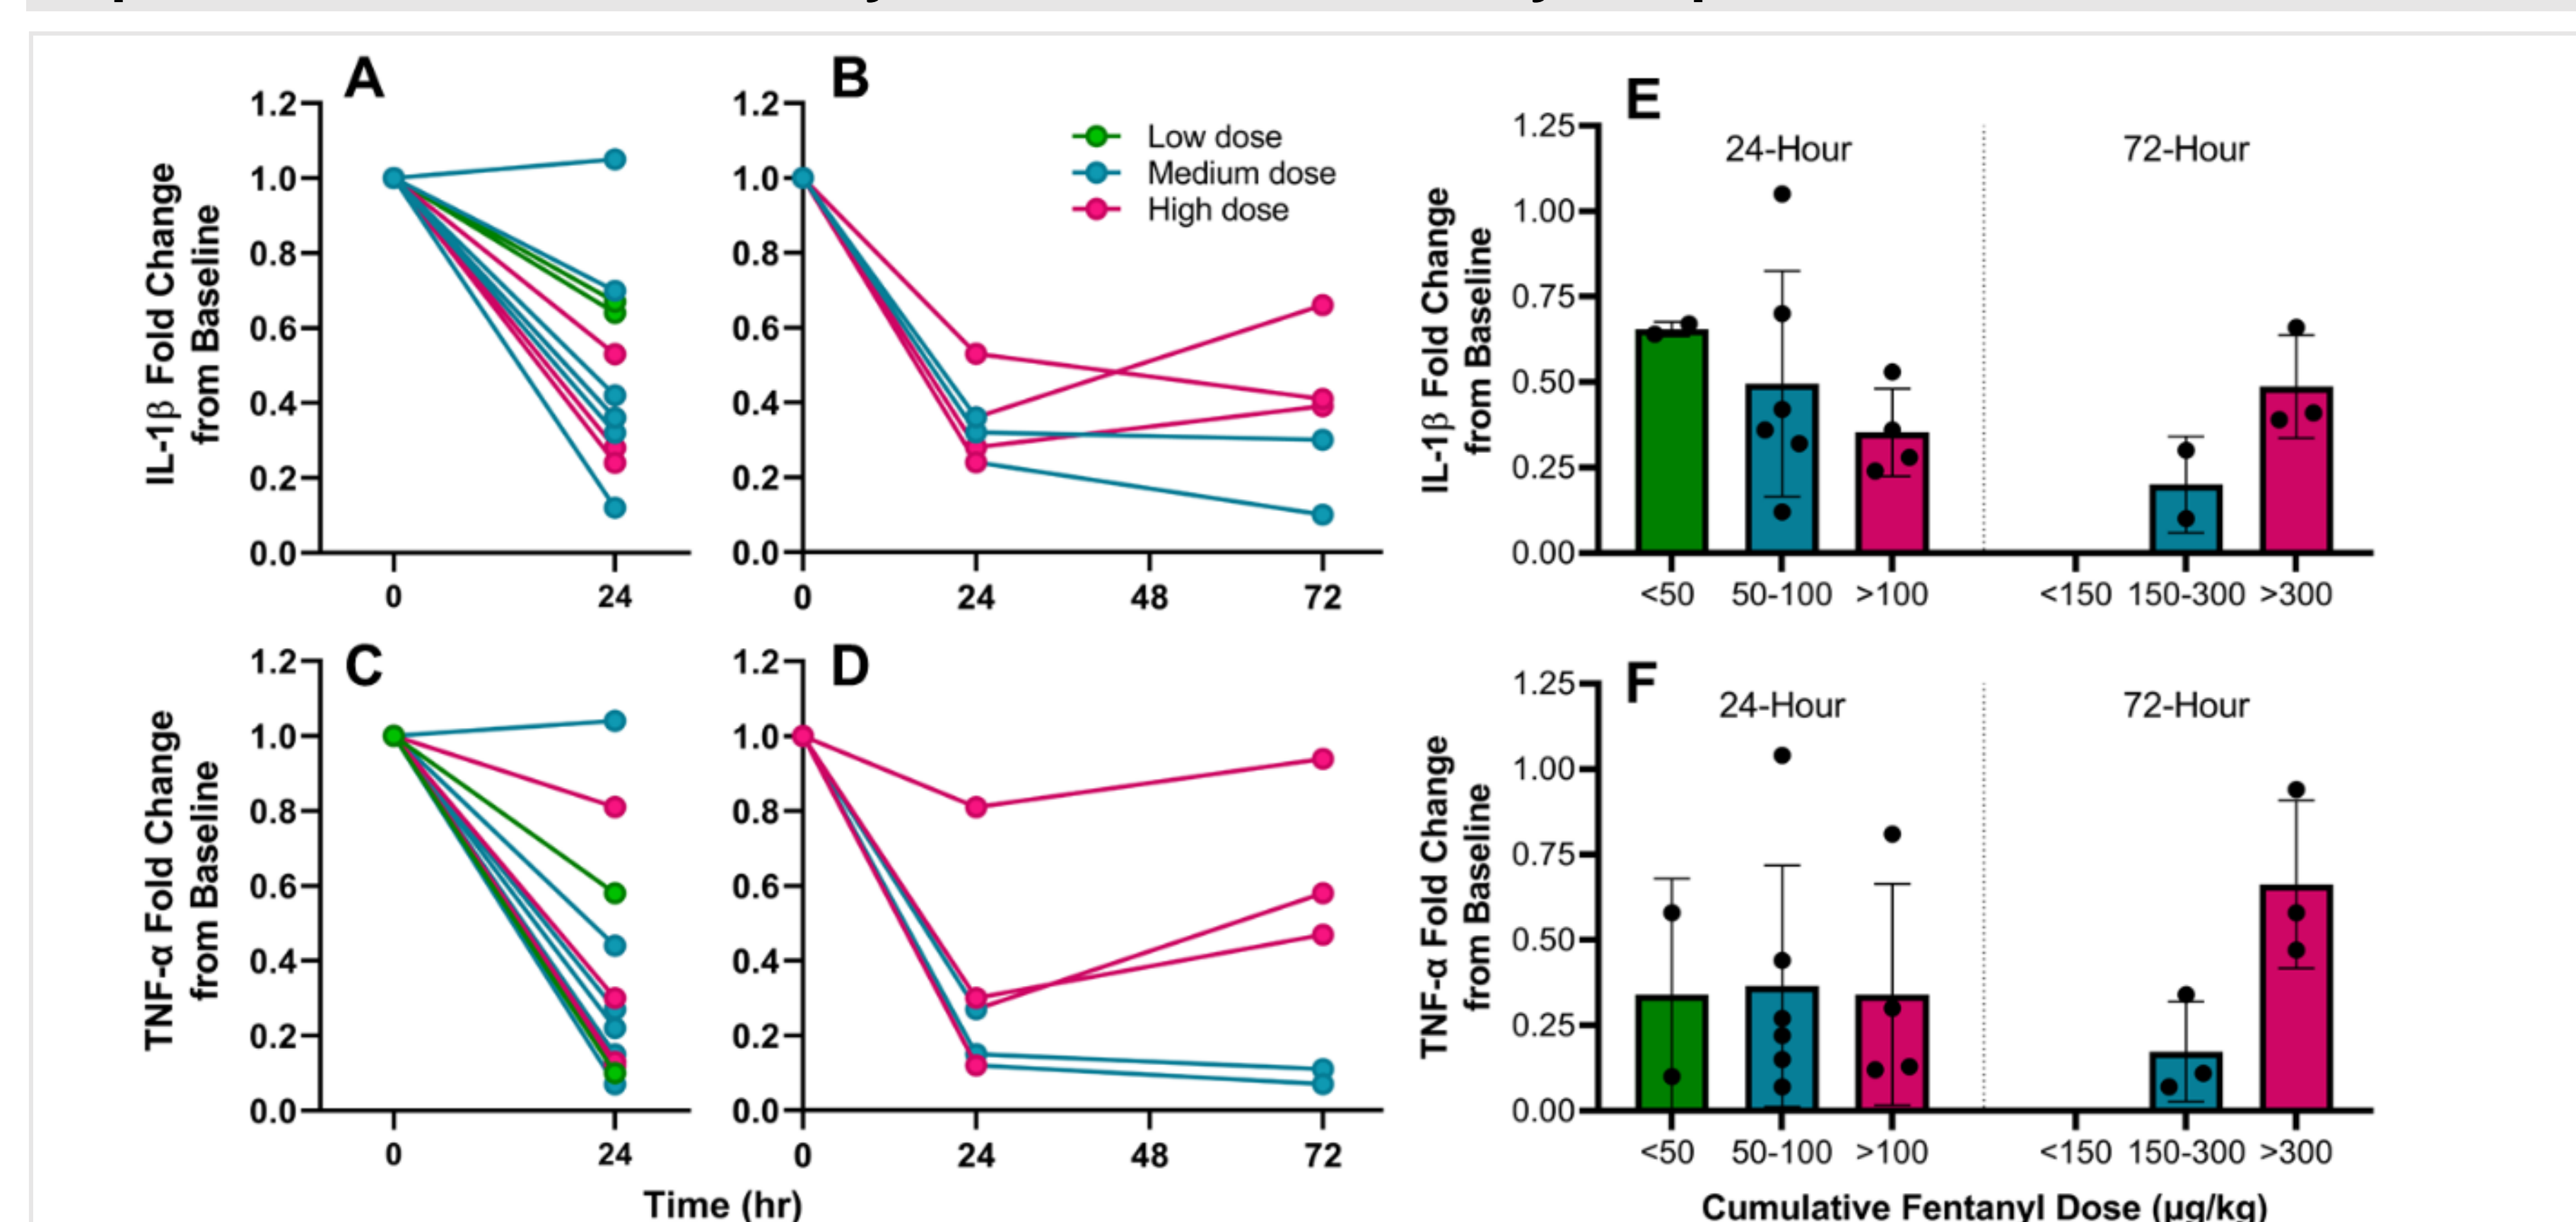 A
1.2
1.0
0.8
0.6
0.4
0.2
0.0
0
24
IL-1β Fold Change
from Baseline
B
1.2
1.0
0.8
0.6
0.4
0.2
0.0
0
24
48
72
Low dose
Medium dose
High dose
E
24-Hour
72-Hour
1.25
1.00
0.75
0.50
0.25
0.00
<50
50-100
>100
<150
150-300
>300
IL-1β Fold Change
from Baseline
C
1.2
1.0
0.8
0.6
0.4
0.2
0.0
0
24
TNF-α Fold Change
from Baseline
D
1.2
1.0
0.8
0.6
0.4
0.2
0.0
0
24
48
72
Time (hr)
F
24-Hour
72-Hour
1.25
1.00
0.75
0.50
0.25
0.00
<50
50-100
>100
<150
150-300
>300
TNF-α Fold Change
from Baseline
Cumulative Fentanyl Dose (µg/kg)